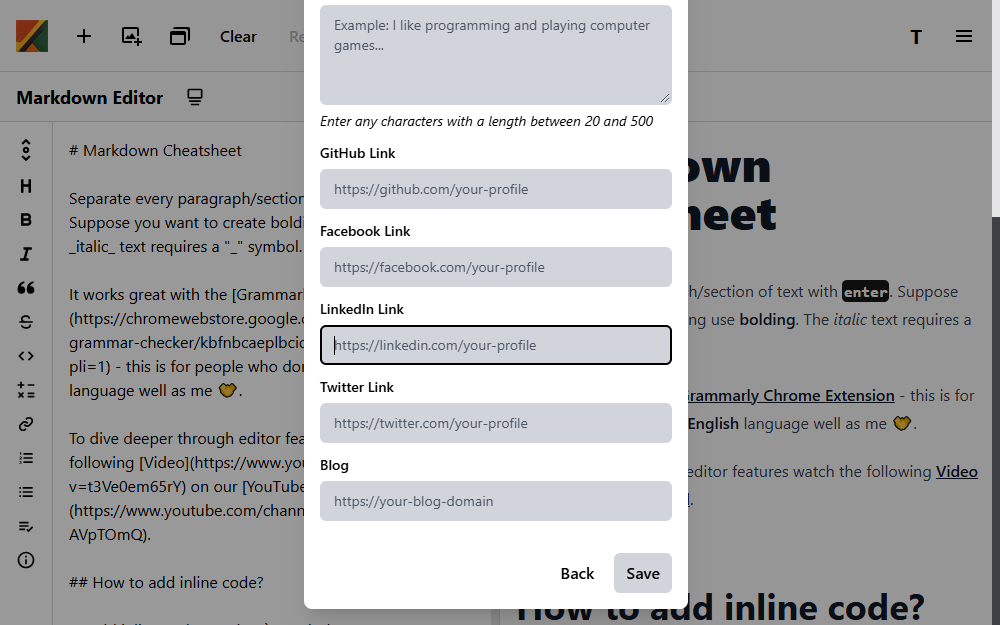 Clear
Re
T
Markdown Editor
# Markdown Cheatsheet
Separate every paragraph/section
Suppose you want to create boldi
_italic_ text requires a "_" symbol.
It works great with the [Grammarl
(https://chromewebstore.google.c
grammar-checker/kbfnbcaeplbcio
pli=1) - this is for people who don
language well as me 🤝.
To dive deeper through editor fea
following [Video](https://www.you
v=t3Ve0em65rY) on our [YouTube
(https://www.youtube.com/chann
AVpTOmQ).
## How to add inline code?
Example: I like programming and playing computer
games...
Enter any characters with a length between 20 and 500
GitHub Link
https://github.com/your-profile
Facebook Link
https://facebook.com/your-profile
LinkedIn Link
https://linkedin.com/your-profile
Twitter Link
https://twitter.com/your-profile
Blog
https://your-blog-domain
Back
Save
own
heet
h/section of text with enter. Suppose
ng use bolding. The italic text requires a
rammarly Chrome Extension - this is for
English language well as me 🤝.
editor features watch the following Video
How to add inline code?